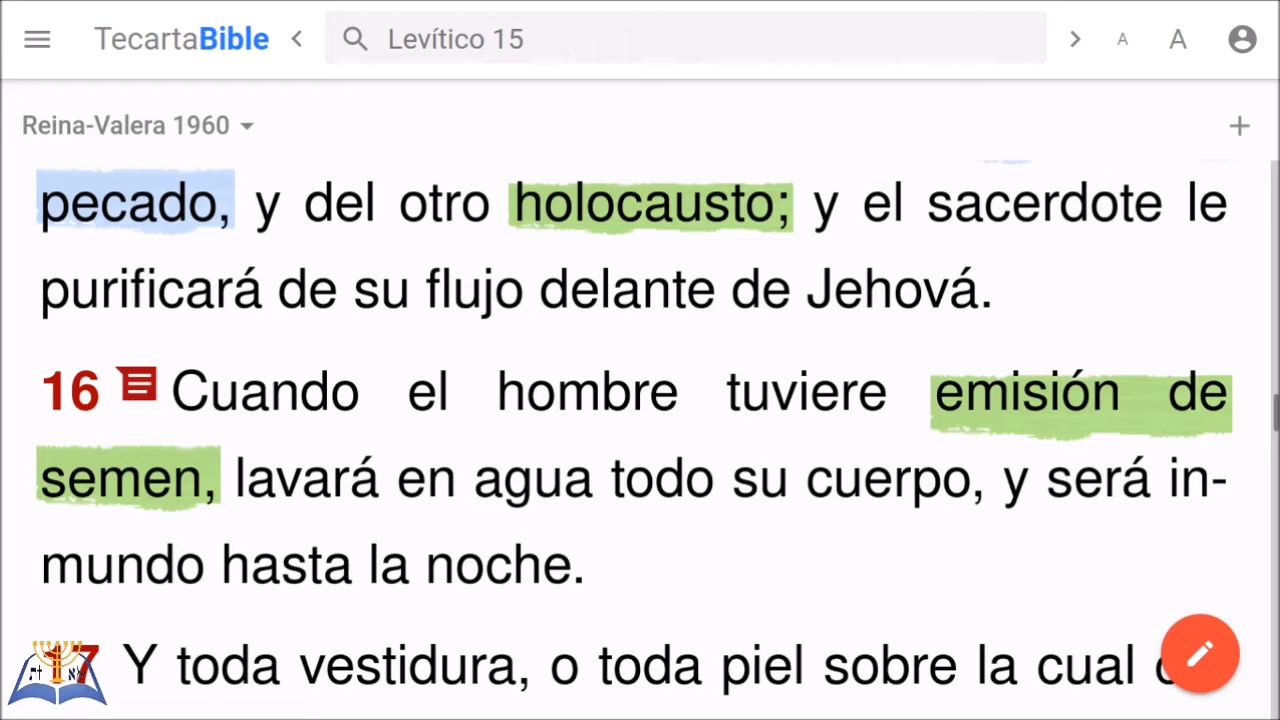 TecartaBible
Levítico 15
A A
Reina-Valera 1960
pecado, y del otro holocausto; y el sacerdote le
purificará de su flujo delante de Jehová.
16 Cuando el hombre tuviere emisión de
semen, lavará en agua todo su cuerpo, y será in-
mundo hasta la noche.
17 Y toda vestidura, o toda piel sobre la cual